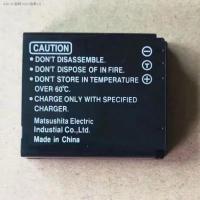 CAUTION
• DON'T DISASSEMBLE.
• DON'T DISPOSE OF IN FIRE.
• DON'T STORE IN TEMPERATURE
OVER 60℃.
• CHARGE ONLY WITH SPECIFIED
CHARGER.
Matsushita Electric
Industial Co., Ltd.
Made in China